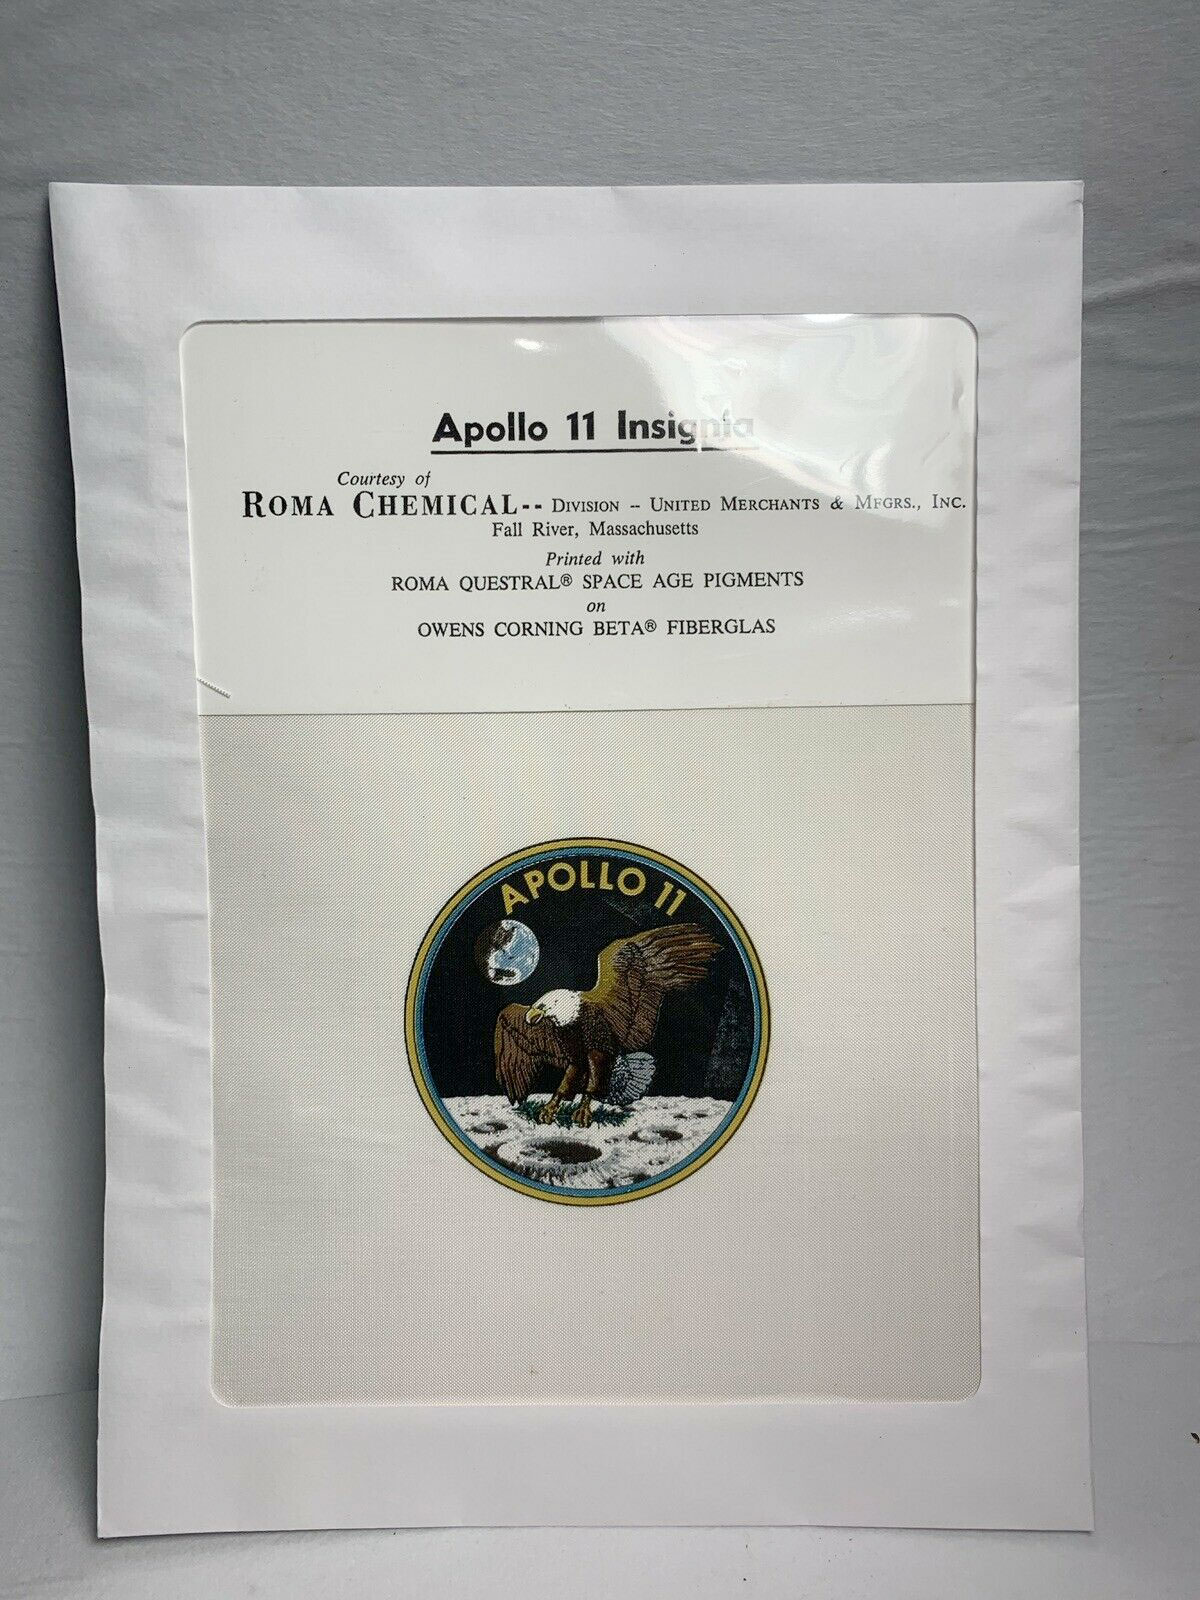 Apollo 11 Insignia
Courtesy of
ROMA CHEMICAL-- DIVISION -- UNITED MERCHANTS & MFGRS., INC.
Fall River, Massachusetts
Printed with
ROMA QUESTRAL® SPACE AGE PIGMENTS
on
OWENS CORNING BETA® FIBERGLAS
APOLLO 11